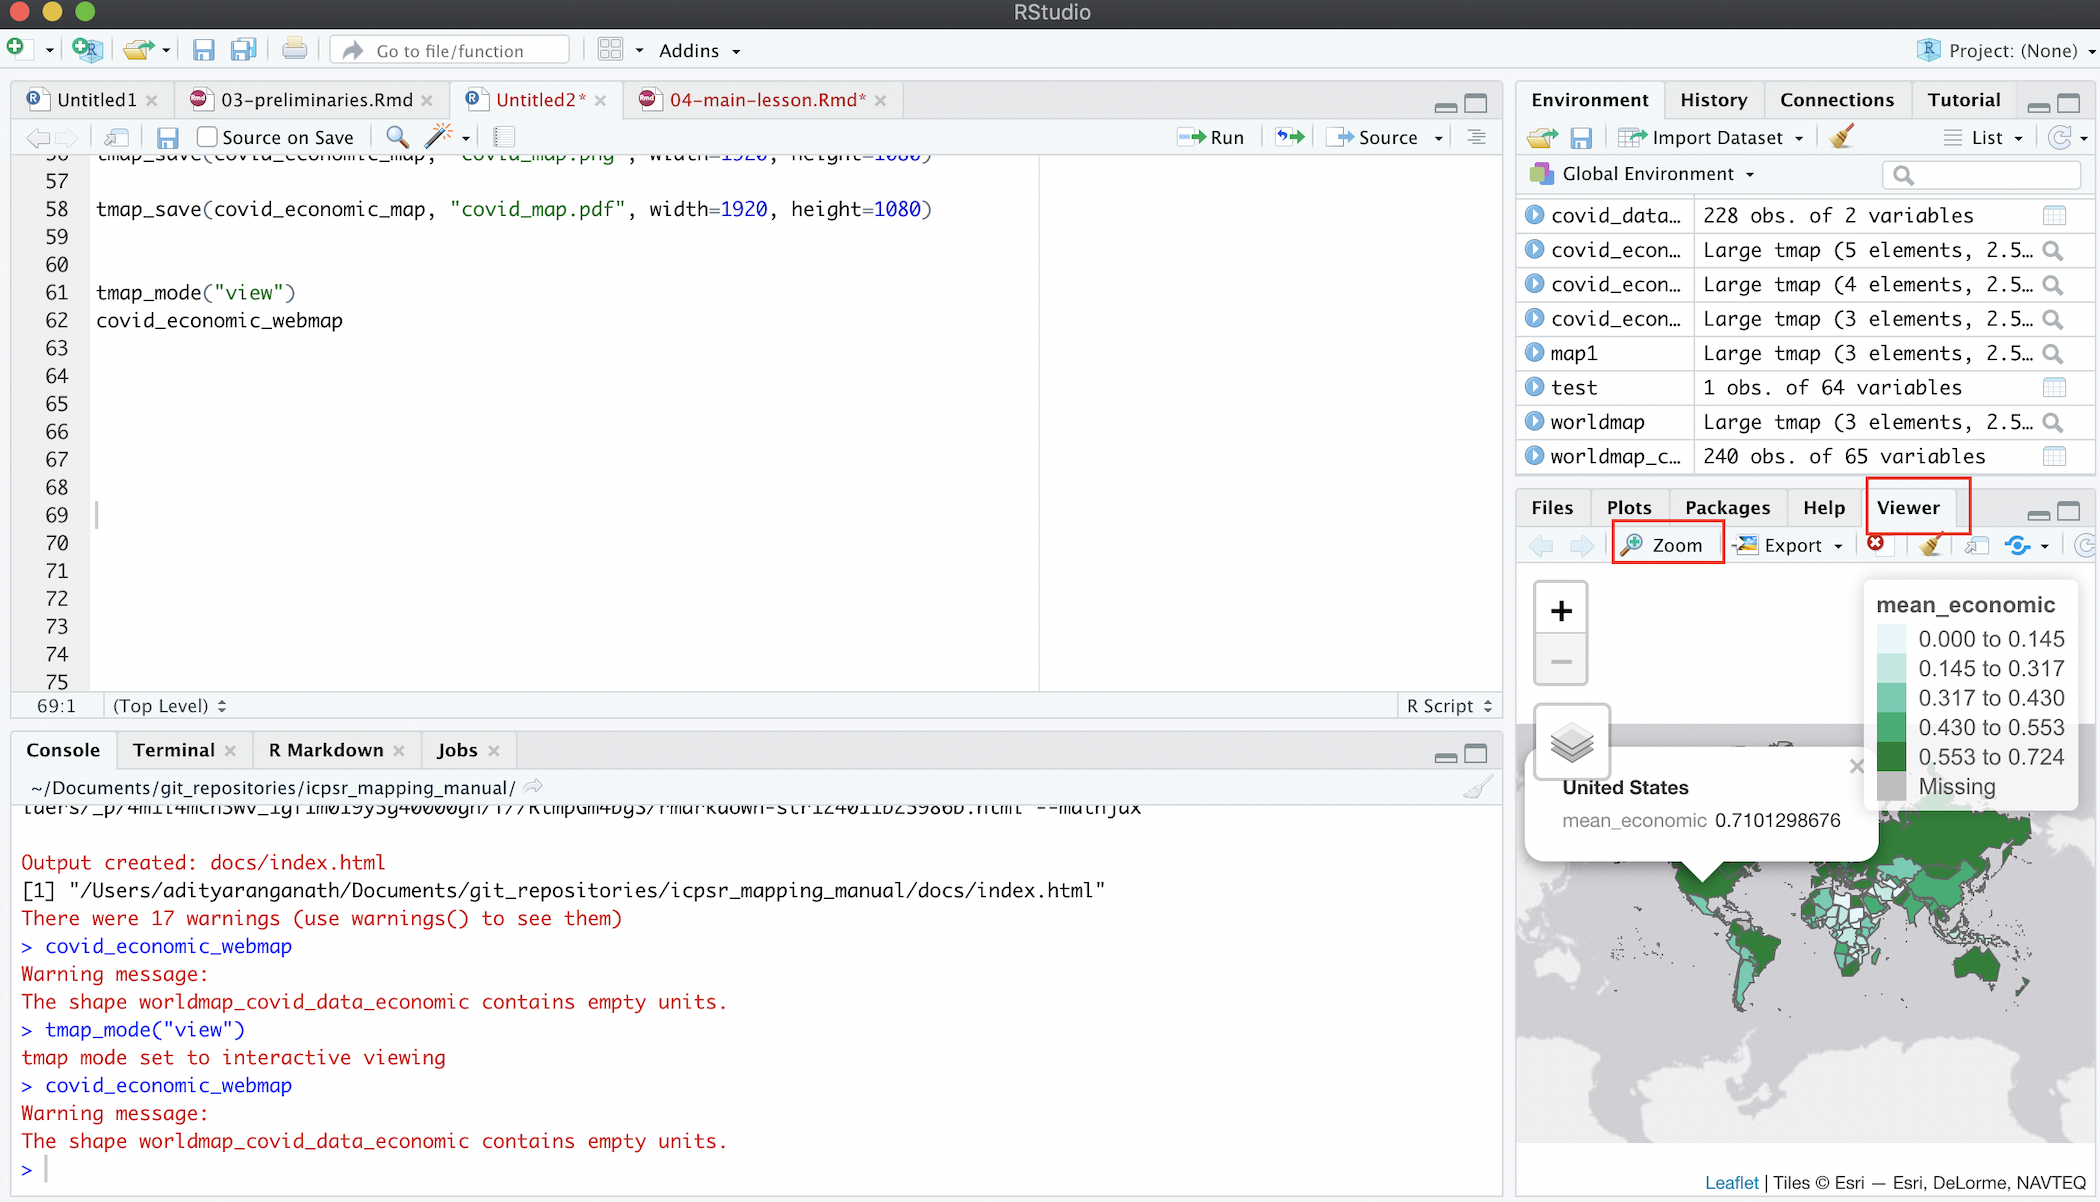 RStudio
Go to file/function
Addins
Project: (None)
Untitled1
03-preliminaries.Rmd
Untitled2*
04-main-lesson.Rmd*
Source on Save
Run
Source
56 tmap_save(covid_economic_map, "covid_map.png", width=1920, height=1080)
57
58 tmap_save(covid_economic_map, "covid_map.pdf", width=1920, height=1080)
59
60
61 tmap_mode("view")
62 covid_economic_webmap
63
64
65
66
67
68
69
70
71
72
73
74
75
69:1 (Top Level)
R Script
Console
Terminal
R Markdown
Jobs
~/Documents/git_repositories/icpsr_mapping_manual/
--mathjax
Output created: docs/index.html
[1] "/Users/adityaranganath/Documents/git_repositories/icpsr_mapping_manual/docs/index.html"
There were 17 warnings (use warnings() to see them)
> covid_economic_webmap
Warning message:
The shape worldmap_covid_data_economic contains empty units.
> tmap_mode("view")
tmap mode set to interactive viewing
> covid_economic_webmap
Warning message:
The shape worldmap_covid_data_economic contains empty units.
>
Environment
History
Connections
Tutorial
Import Dataset
List
Global Environment
covid_data… 228 obs. of 2 variables
covid_econ… Large tmap (5 elements, 2.5…
covid_econ… Large tmap (4 elements, 2.5…
covid_econ… Large tmap (3 elements, 2.5…
map1 Large tmap (3 elements, 2.5…
test 1 obs. of 64 variables
worldmap Large tmap (3 elements, 2.5…
worldmap_c… 240 obs. of 65 variables
Files
Plots
Packages
Help
Viewer
Zoom
Export
+
−
mean_economic
0.000 to 0.145
0.145 to 0.317
0.317 to 0.430
0.430 to 0.553
0.553 to 0.724
Missing
United States
mean_economic 0.7101298676
Leaflet | Tiles © Esri — Esri, DeLorme, NAVTEQ